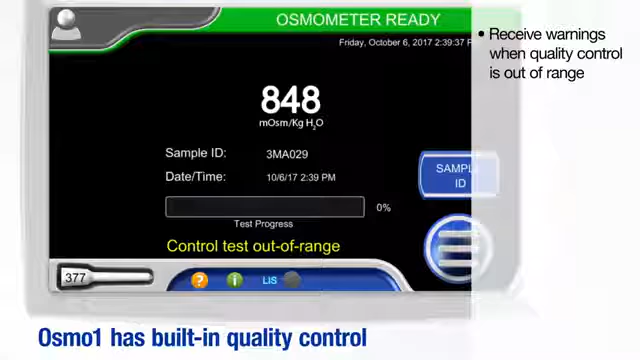 OSMOMETER READY
Friday, October 6, 2017 2:39:37
• Receive warnings
when quality control
is out of range
848
mOsm/Kg H₂O
Sample ID: 3MA029
Date/Time: 10/6/17 2:39 PM
0%
Test Progress
Control test out-of-range
SAMPLE
ID
377
?
i
LIS
Osmo1 has built-in quality control